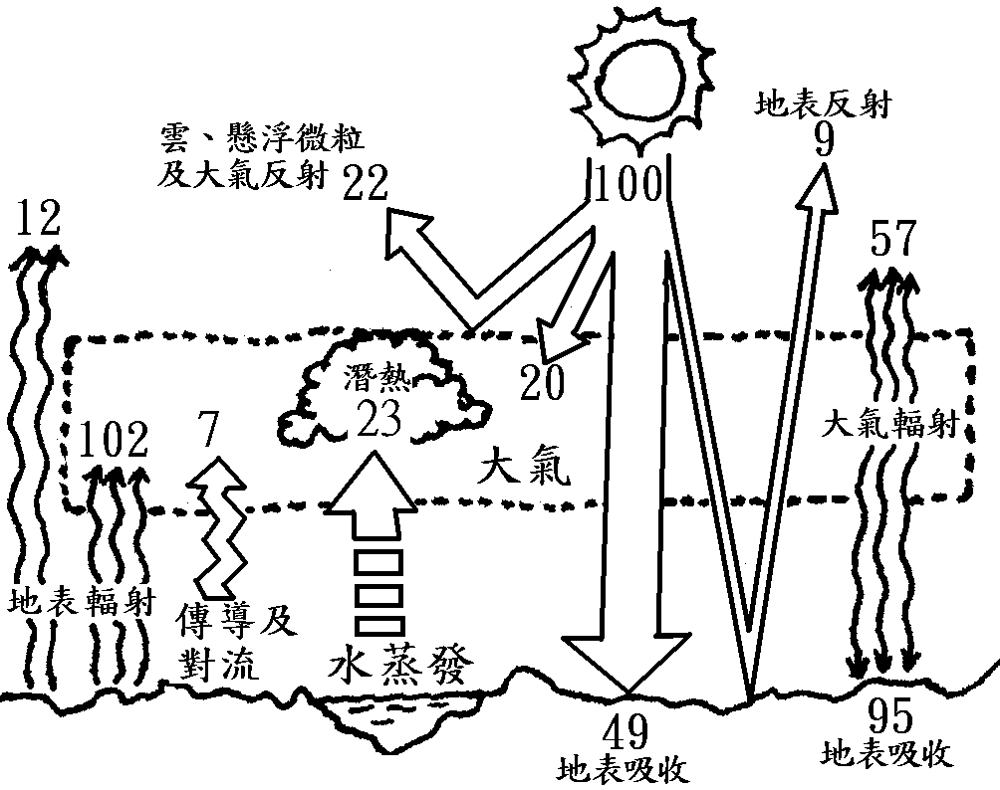 地表反射
9
雲、懸浮微粒
及大氣反射 22
100
12
57
潛熱
23
20
7
102
大氣
大氣輻射
地表輻射
傳導及
對流
水蒸發
49
地表吸收
95
地表吸收